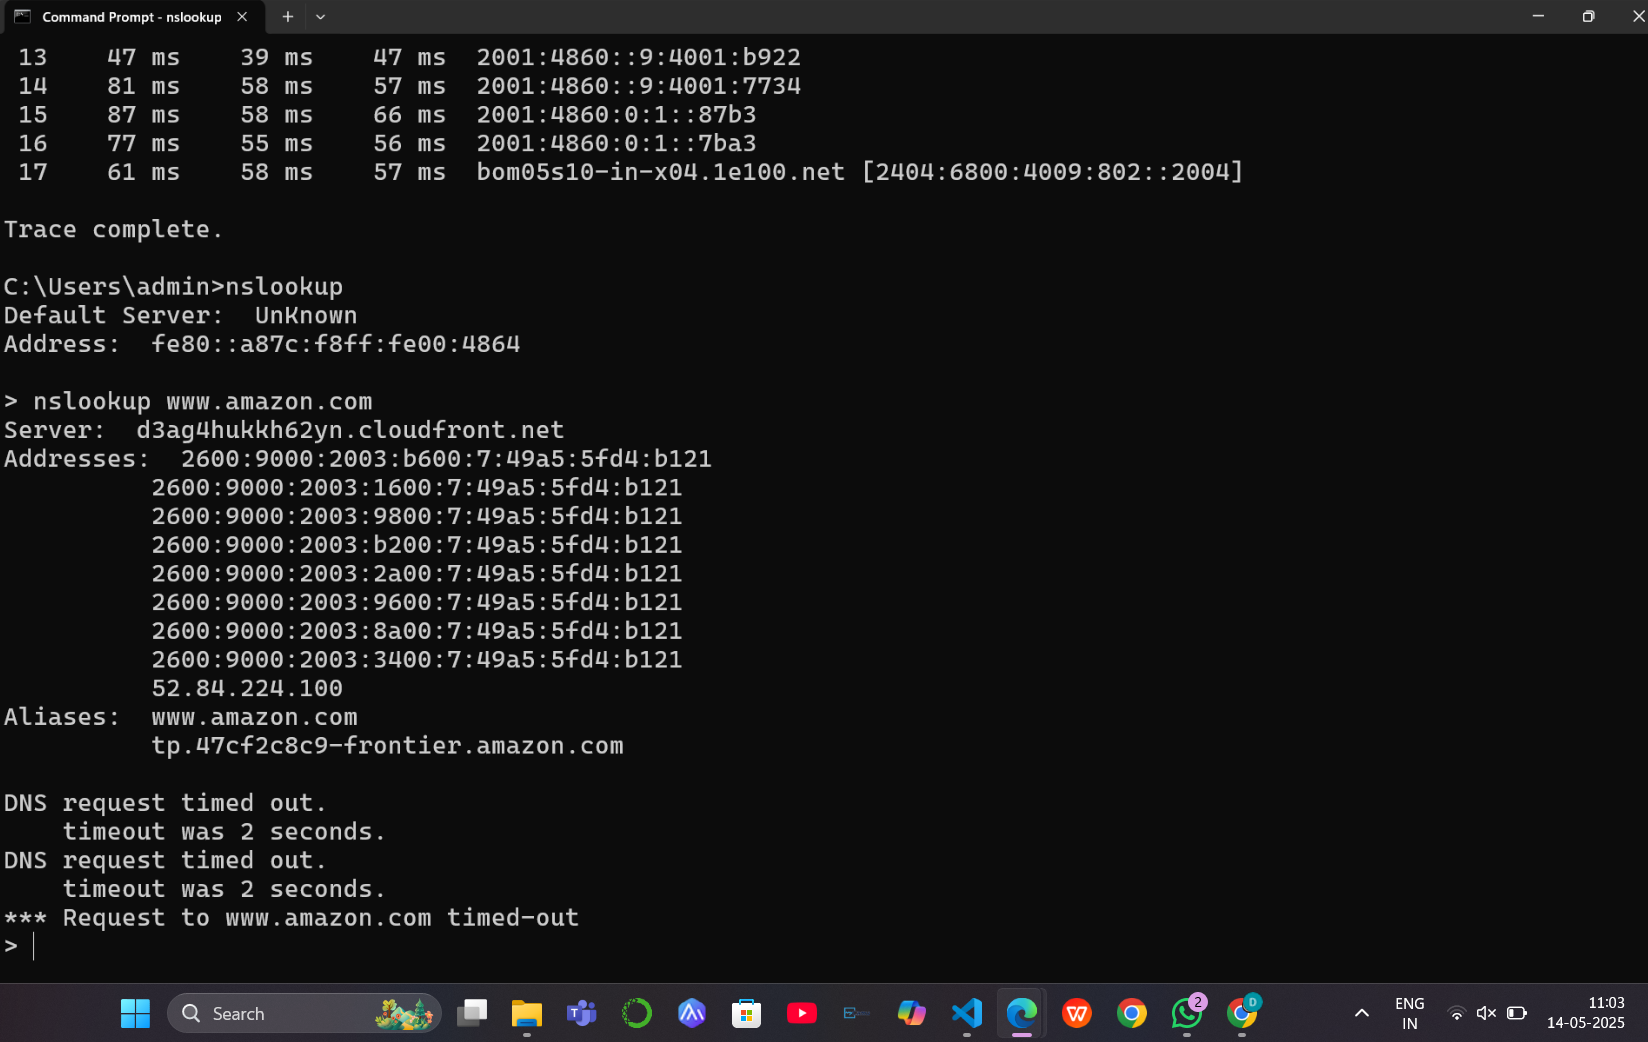 Command Prompt - nslookup
13 47 ms 39 ms 47 ms 2001:4860::9:4001:b922
14 81 ms 58 ms 57 ms 2001:4860::9:4001:7734
15 87 ms 58 ms 66 ms 2001:4860:0:1::87b3
16 77 ms 55 ms 56 ms 2001:4860:0:1::7ba3
17 61 ms 58 ms 57 ms bom05s10-in-x04.1e100.net [2404:6800:4009:802::2004]
Trace complete.
C:\Users\admin>nslookup
Default Server: UnKnown
Address: fe80::a87c:f8ff:fe00:4864
> nslookup www.amazon.com
Server: d3ag4hukkh62yn.cloudfront.net
Addresses: 2600:9000:2003:b600:7:49a5:5fd4:b121
2600:9000:2003:1600:7:49a5:5fd4:b121
2600:9000:2003:9800:7:49a5:5fd4:b121
2600:9000:2003:b200:7:49a5:5fd4:b121
2600:9000:2003:2a00:7:49a5:5fd4:b121
2600:9000:2003:9600:7:49a5:5fd4:b121
2600:9000:2003:8a00:7:49a5:5fd4:b121
2600:9000:2003:3400:7:49a5:5fd4:b121
52.84.224.100
Aliases: www.amazon.com
tp.47cf2c8c9-frontier.amazon.com
DNS request timed out.
timeout was 2 seconds.
DNS request timed out.
timeout was 2 seconds.
*** Request to www.amazon.com timed-out
>
Search
2
D
ENG
IN
11:03
14-05-2025